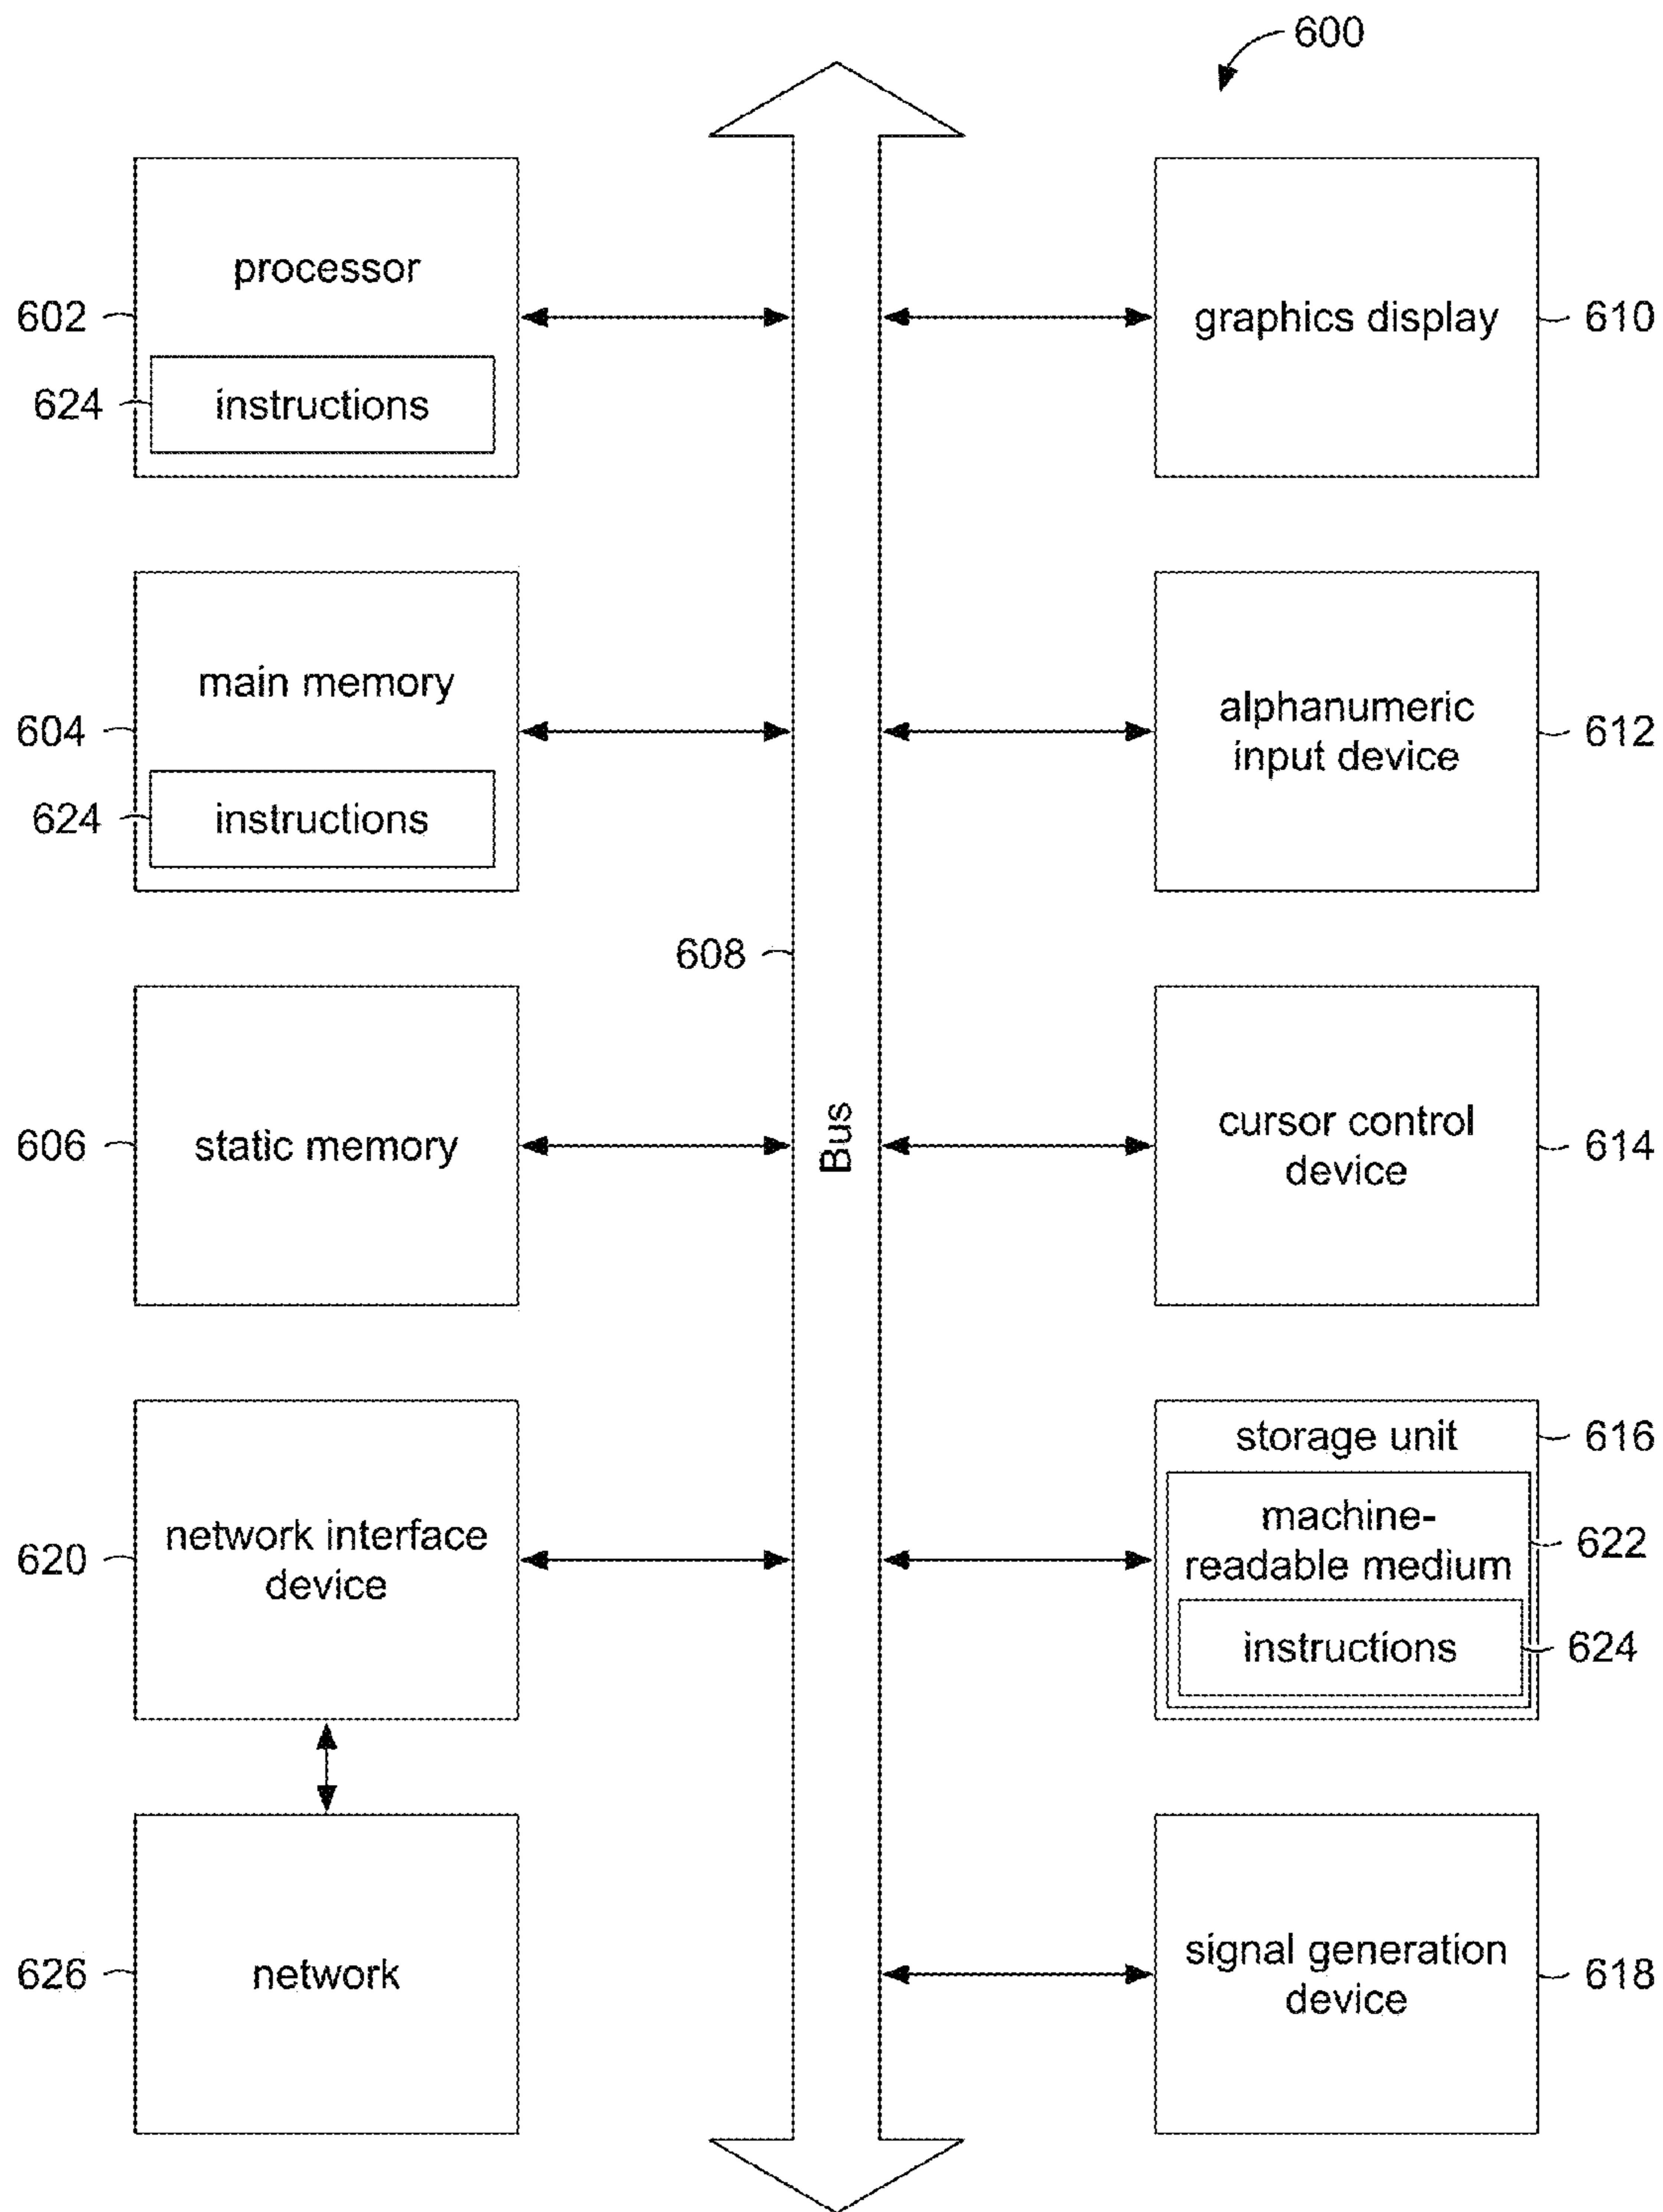 600
processor
602
624
instructions
main memory
604
624
instructions
static memory
606
network interface
device
620
network
626
608
Bus
graphics display
610
alphanumeric
input device
612
cursor control
device
614
storage unit
616
machine-
readable medium
622
instructions
624
signal generation
device
618